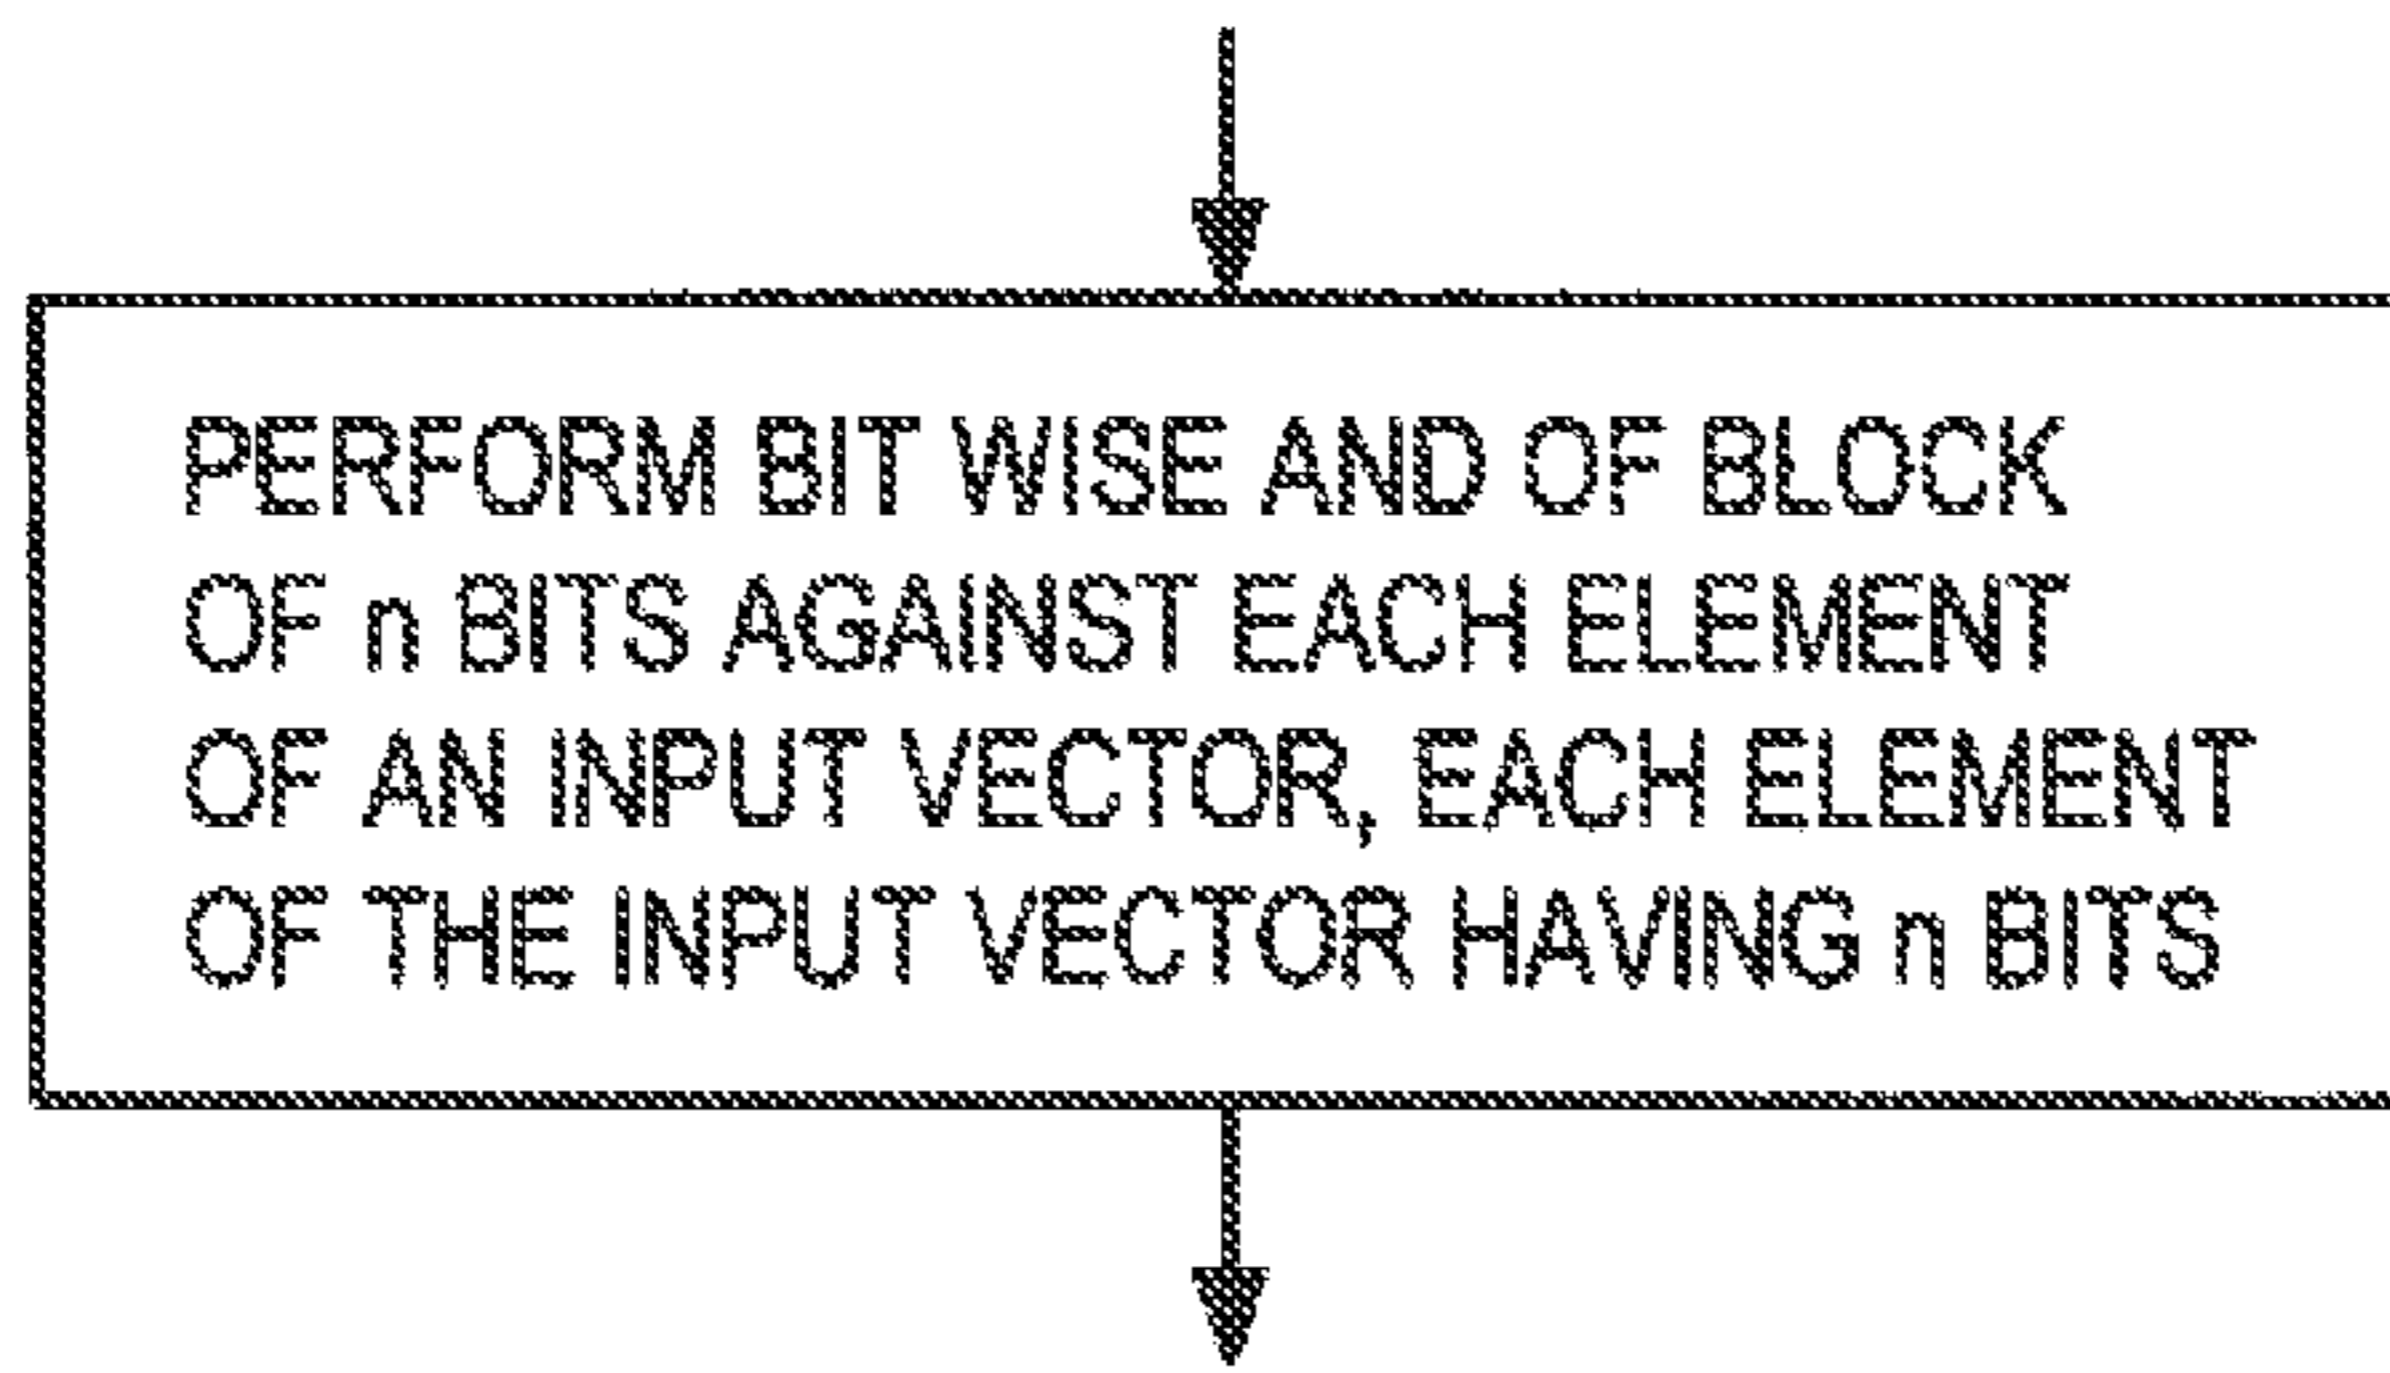 PERFORM BIT WISE AND OF BLOCK
OF n BITS AGAINST EACH ELEMENT
OF AN INPUT VECTOR, EACH ELEMENT
OF THE INPUT VECTOR HAVING n BITS